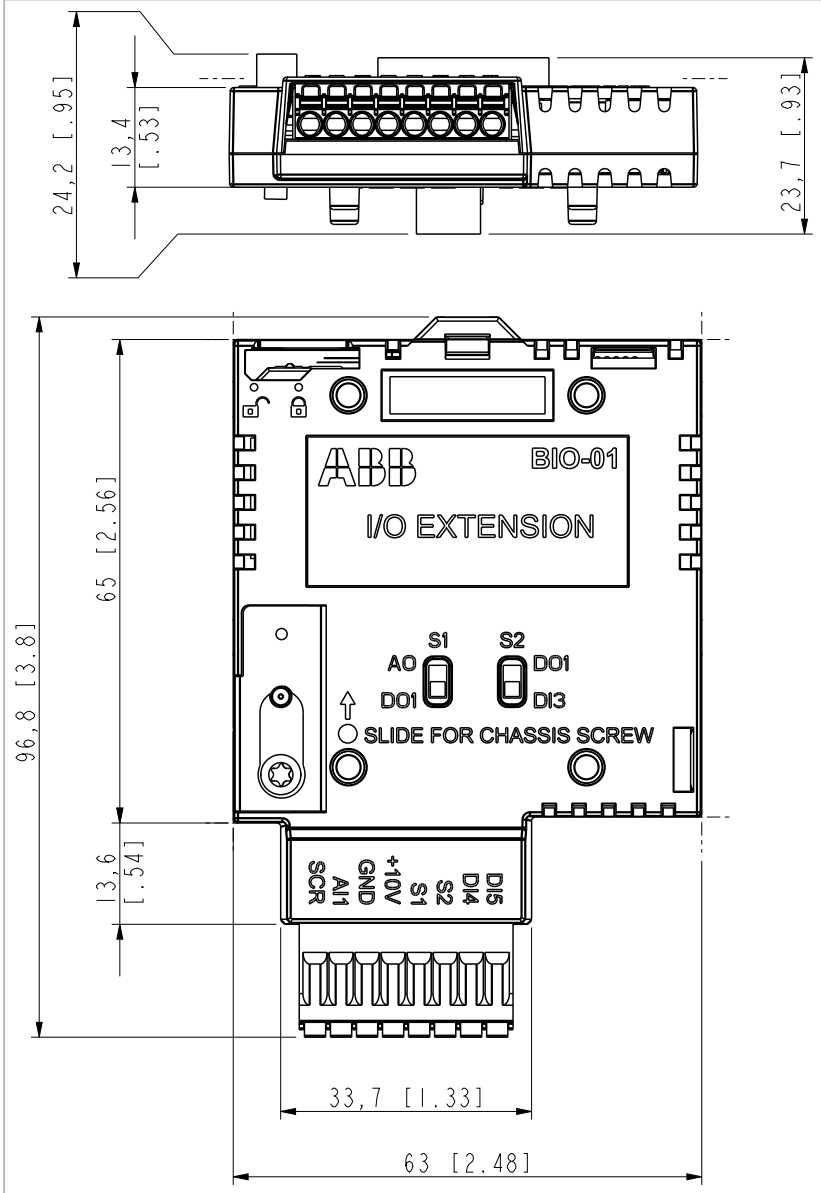 24,2 [.95]
13,4
[.53]
23,7 [.93]
96,8 [3.8]
65 [2.56]
ABB
BIO-01
I/O EXTENSION
S1
S2
AO
DO1
DO1
DI3
SLIDE FOR CHASSIS SCREW
13,6
[.54]
SCR
AI1
GND
+10V
S1
S2
DI4
DI5
33,7 [1.33]
63 [2.48]